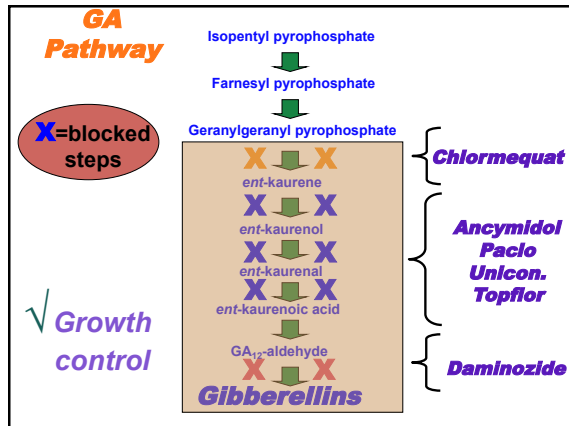 GA
Pathway
Isopentyl pyrophosphate
Farnesyl pyrophosphate
Geranylgeranyl pyrophosphate
X=blocked
steps
X X
Chlormequat
ent-kaurene
X X
ent-kaurenol
X X
ent-kaurenal
X X
ent-kaurenoic acid
Ancymidol
Paclo
Unicon.
Topflor
√ Growth
control
GA12-aldehyde
X X
Daminozide
Gibberellins